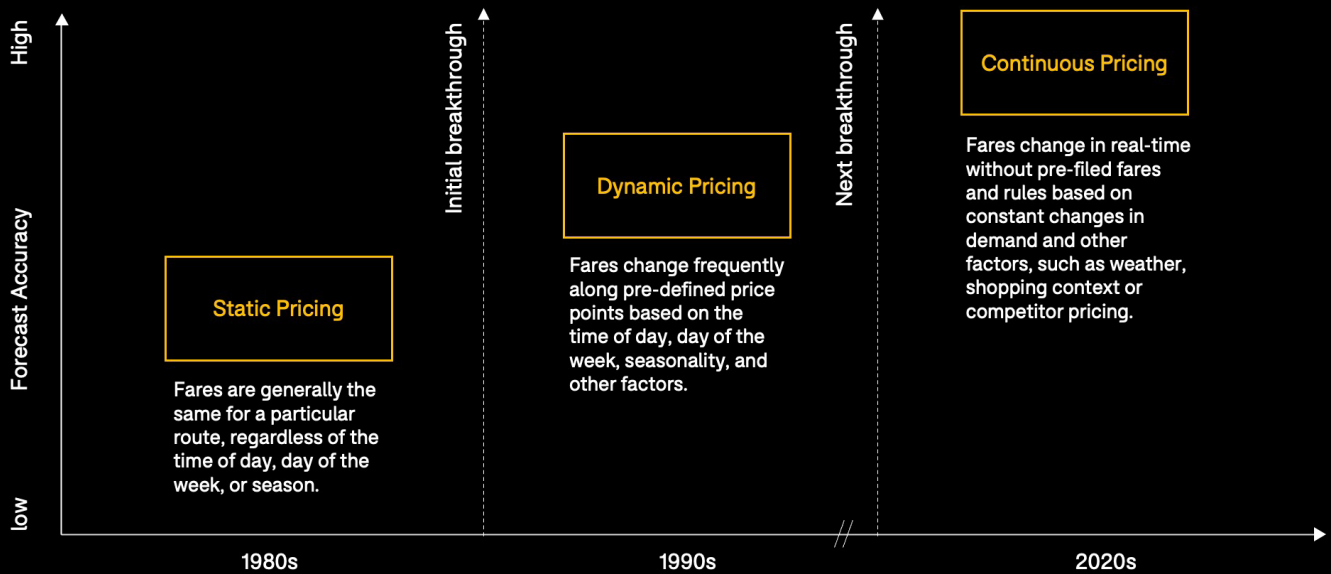 High
Forecast Accuracy
low
Static Pricing
Fares are generally the
same for a particular
route, regardless of the
time of day, day of the
week, or season.
1980s
Initial breakthrough
Dynamic Pricing
Fares change frequently
along pre-defined price
points based on the
time of day, day of the
week, seasonality, and
other factors.
1990s
Next breakthrough
Continuous Pricing
Fares change in real-time
without pre-filed fares
and rules based on
constant changes in
demand and other
factors, such as weather,
shopping context or
competitor pricing.
2020s